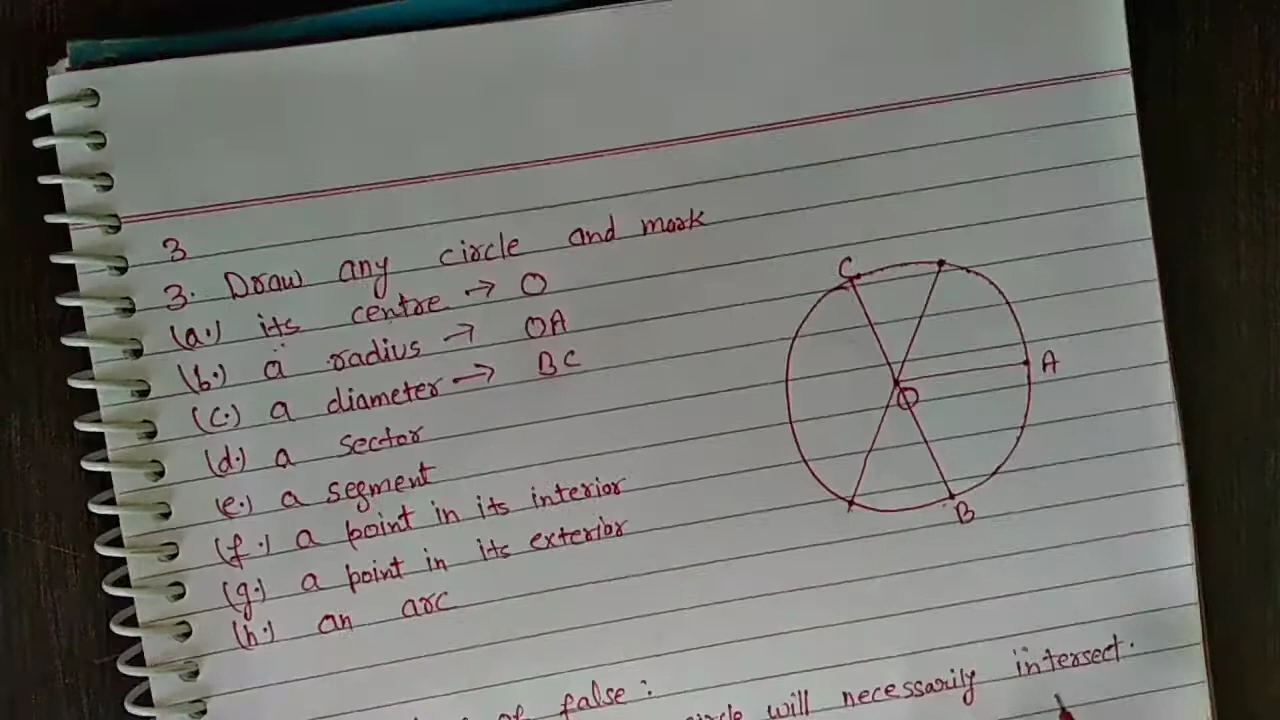 3
3. Draw any circle and mark
(a.) its centre → O
(b.) a radius → OA
(c.) a diameter → BC
(d.) a sector
(e.) a segment
(f.) a point in its interior
(g.) a point in its exterior
(h.) an arc
C
A
O
B
false :
circle will necessarily intersect.